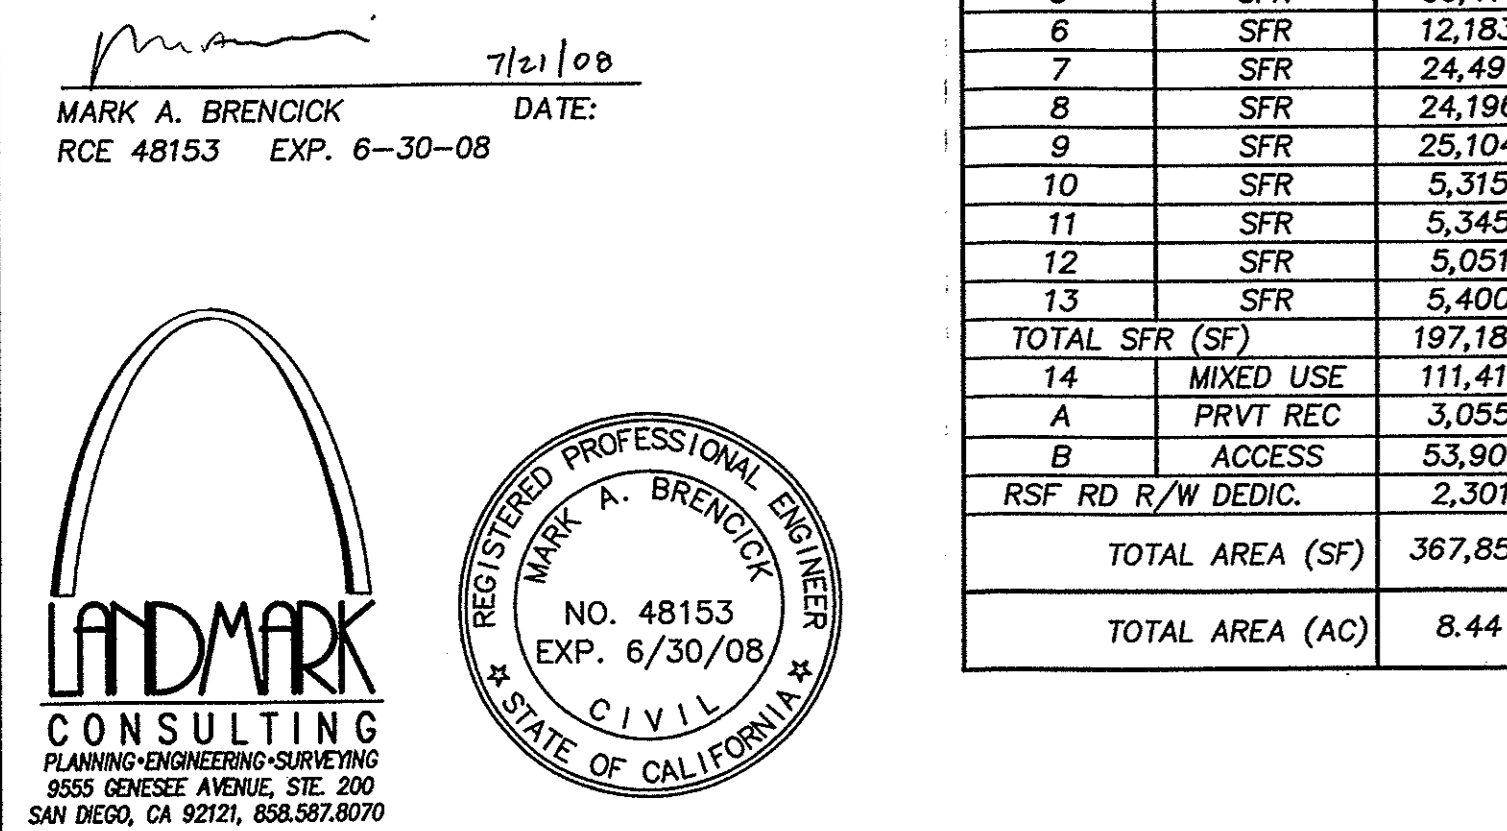 7/21/08
MARK A. BRENCICK DATE:
RCE 48153 EXP. 6-30-08
LANDMARK
CONSULTING
PLANNING•ENGINEERING•SURVEYING
9555 GENESEE AVENUE, STE. 200
SAN DIEGO, CA 92121, 858.587.8070
REGISTERED PROFESSIONAL ENGINEER
MARK A. BRENCICK
NO. 48153
EXP. 6/30/08
CIVIL
☆ STATE OF CALIFORNIA ☆
6 SFR 12,183
7 SFR 24,49
8 SFR 24,196
9 SFR 25,104
10 SFR 5,315
11 SFR 5,345
12 SFR 5,051
13 SFR 5,400
TOTAL SFR (SF) 197,18
14 MIXED USE 111,41
A PRVT REC 3,055
B ACCESS 53,90
RSF RD R/W DEDIC. 2,301
TOTAL AREA (SF) 367,85
TOTAL AREA (AC) 8.44